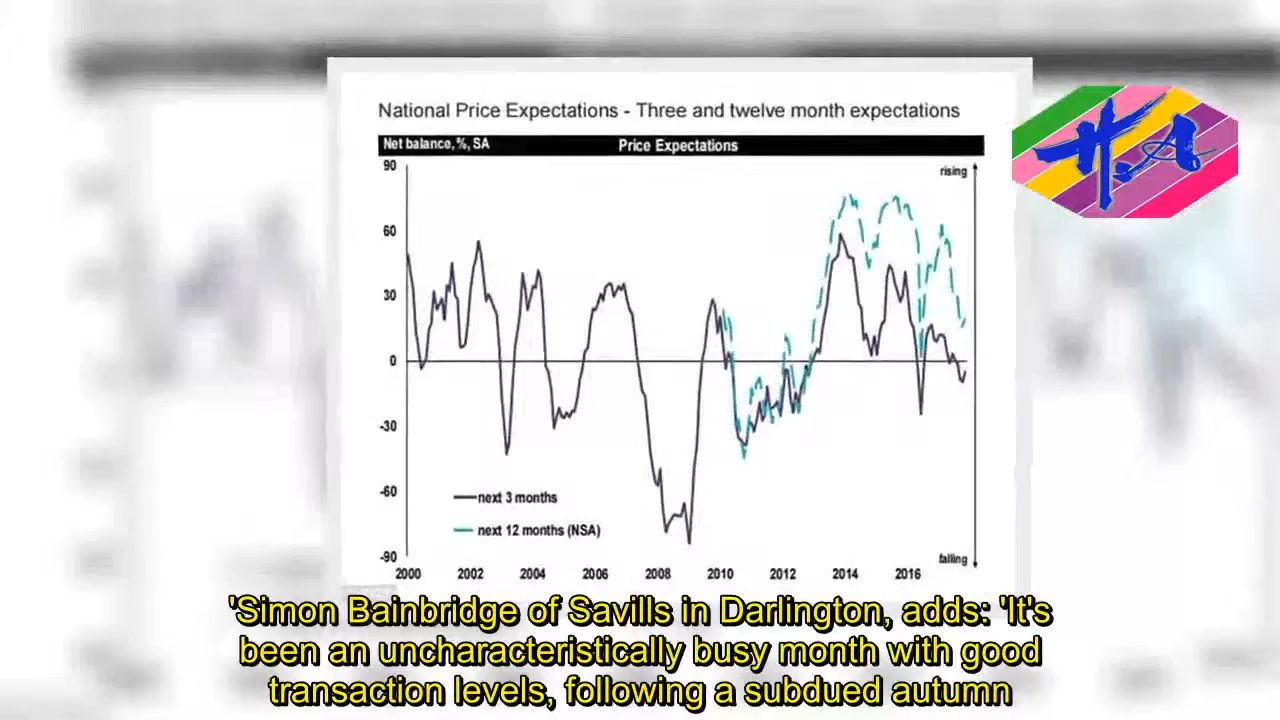 National Price Expectations - Three and twelve month expectations
Net balance, %, SA
Price Expectations
90
rising
60
30
0
-30
-60
next 3 months
next 12 months (NSA)
-90
falling
2000 2002 2004 2006 2008 2010 2012 2014 2016
H.A
'Simon Bainbridge of Savills in Darlington, adds: 'It's
been an uncharacteristically busy month with good
transaction levels, following a subdued autumn